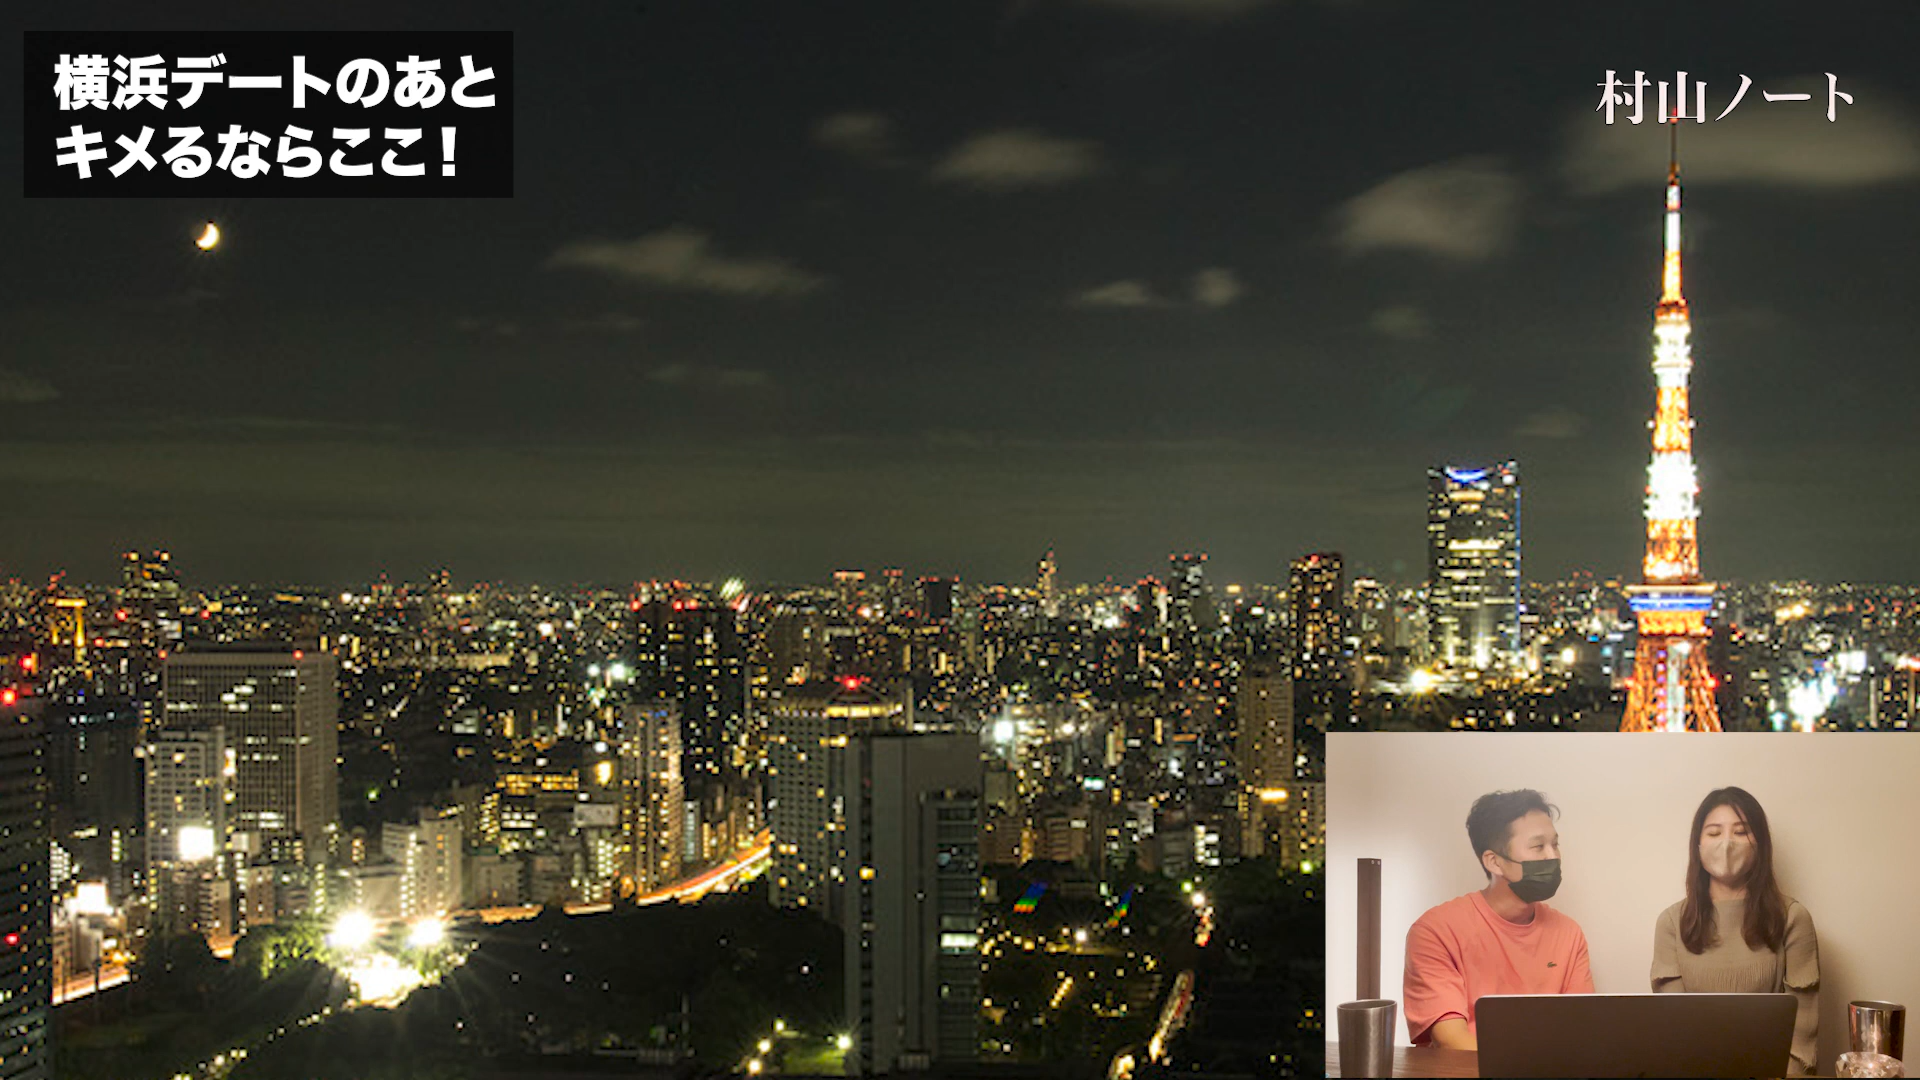 横浜デートのあと
キメるならここ！
村山ノート